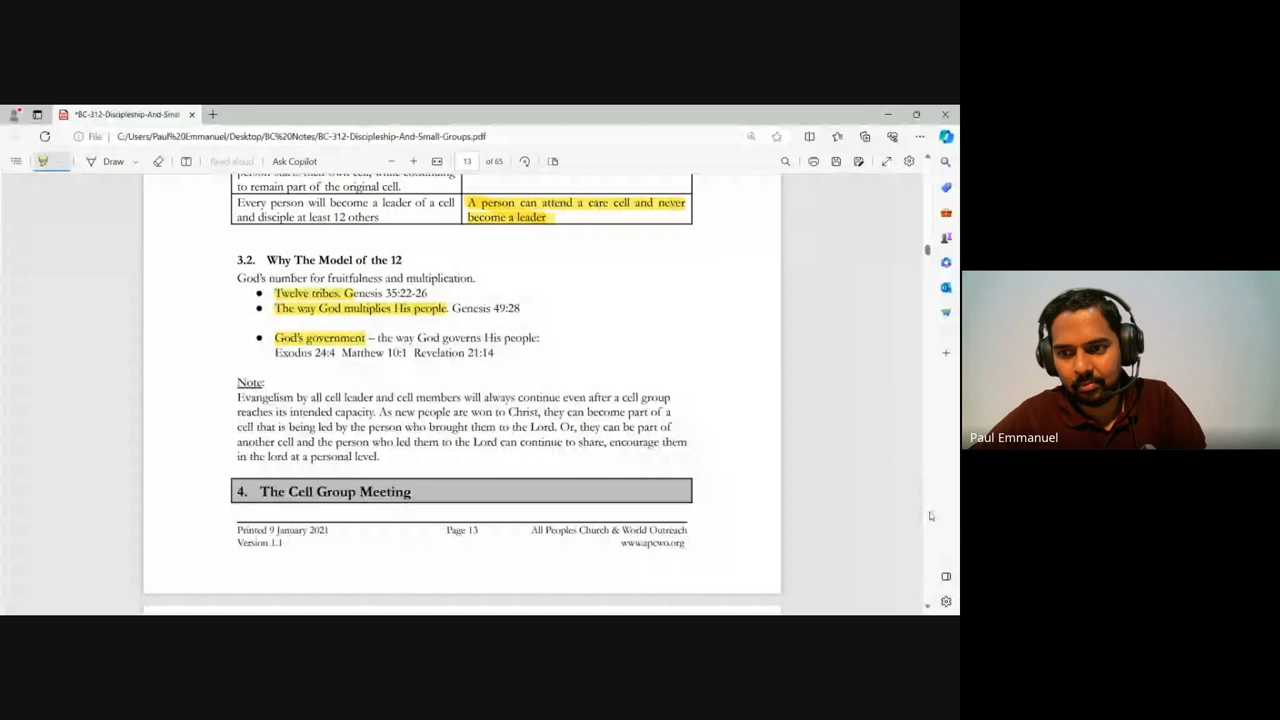 *BC-312-Discipleship-And-Smal
File
C:/Users/Paul%20Emmanuel/Desktop/BC%20Notes/BC-312-Discipleship-And-Small-Groups.pdf
Draw
Read aloud
Ask Copilot
13 of 65
person starts their own cell, while continuing
to remain part of the original cell.
Every person will become a leader of a cell
and disciple at least 12 others
A person can attend a care cell and never
become a leader
3.2. Why The Model of the 12
God's number for fruitfulness and multiplication.
● Twelve tribes. Genesis 35:22-26
● The way God multiplies His people. Genesis 49:28
● God's government – the way God governs His people:
Exodus 24:4 Matthew 10:1 Revelation 21:14
Note:
Evangelism by all cell leader and cell members will always continue even after a cell group
reaches its intended capacity. As new people are won to Christ, they can become part of a
cell that is being led by the person who brought them to the Lord. Or, they can be part of
another cell and the person who led them to the Lord can continue to share, encourage them
in the lord at a personal level.
4. The Cell Group Meeting
Printed 9 January 2021
Page 13
All Peoples Church & World Outreach
Version 1.1
www.apcwo.org
Paul Emmanuel